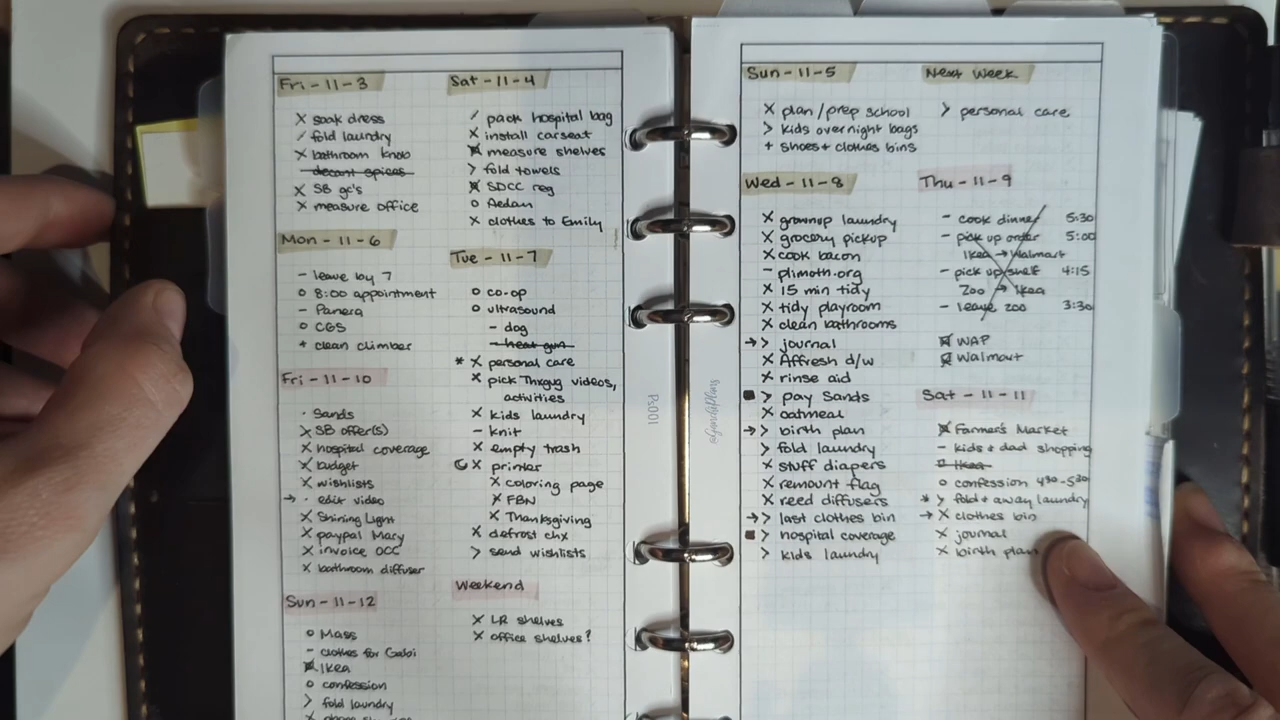 Fri - 11 - 3
x soak dress
/ fold laundry
x bathroom knob
decant spices
x SB gc's
x measure office
Mon - 11 - 6
- leave by 7
o 8:00 appointment
- Panera
o CGS
+ clean climber
Fri - 11 - 10
· Sands
x SB offer(s)
x hospital coverage
x budget
x wishlists
→ · edit video
x Shining Light
x paypal Mary
x invoice OCC
x bathroom diffuser
Sun - 11 - 12
o Mass
- clothes for Gabi
x Ikea
o confession
> fold laundry
Sat - 11 - 4
/ pack hospital bag
x install carseat
x measure shelves
> fold towels
x SDCC reg
o Aedan
x clothes to Emily
Tue - 11 - 7
o co-op
o ultrasound
- dog
- heat gun
* x personal care
x pick Thxgvg videos,
activities
x kids laundry
- knit
x empty trash
x printer
x coloring page
x FBN
x Thanksgiving
x defrost chx
> send wishlists
Weekend
x LR shelves
x office shelves?
PS001
Sun - 11 - 5
x plan/prep school
> kids overnight bags
+ shoes + clothes bins
Next Week
> personal care
Wed - 11 - 8
x grownup laundry
x grocery pickup
x cook bacon
- plimoth.org
x 15 min tidy
x tidy playroom
x clean bathrooms
→ > journal
x Affresh d/w
x rinse aid
■ > pay Sands
x oatmeal
→ > birth plan
> fold laundry
x stuff diapers
x remount flag
x reed diffusers
→ > last clothes bin
■ > hospital coverage
> kids laundry
Thu - 11 - 9
- cook dinner 5:30
- pick up order 5:00
Ikea → Walmart
- pick up shelf 4:15
Zoo → Ikea
- leave zoo 3:30
x WAP
x Walmart
Sat - 11 - 11
x Farmer's Market
- kids + dad shopping
Ikea
o confession 4:30-5:30
* > fold + away laundry
→ x clothes bin
x journal
x birth plan